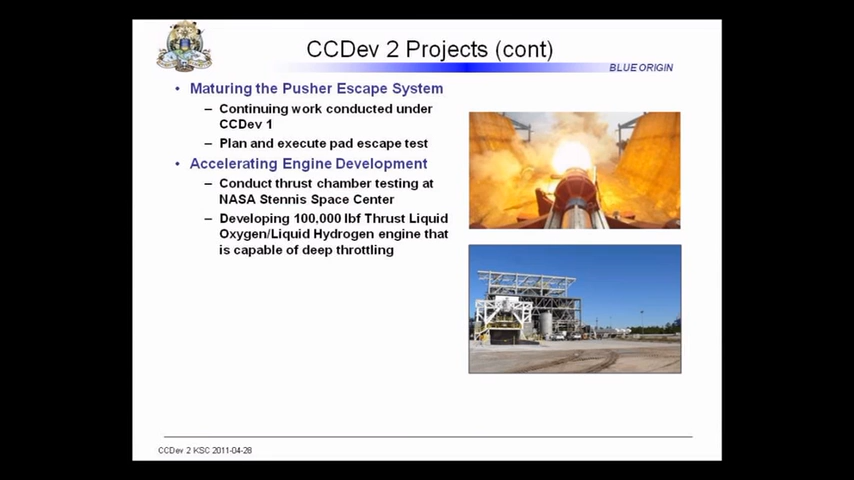 CCDev 2 Projects (cont)
BLUE ORIGIN
• Maturing the Pusher Escape System
– Continuing work conducted under
CCDev 1
– Plan and execute pad escape test
• Accelerating Engine Development
– Conduct thrust chamber testing at
NASA Stennis Space Center
– Developing 100,000 lbf Thrust Liquid
Oxygen/Liquid Hydrogen engine that
is capable of deep throttling
CCDev 2 KSC 2011-04-28